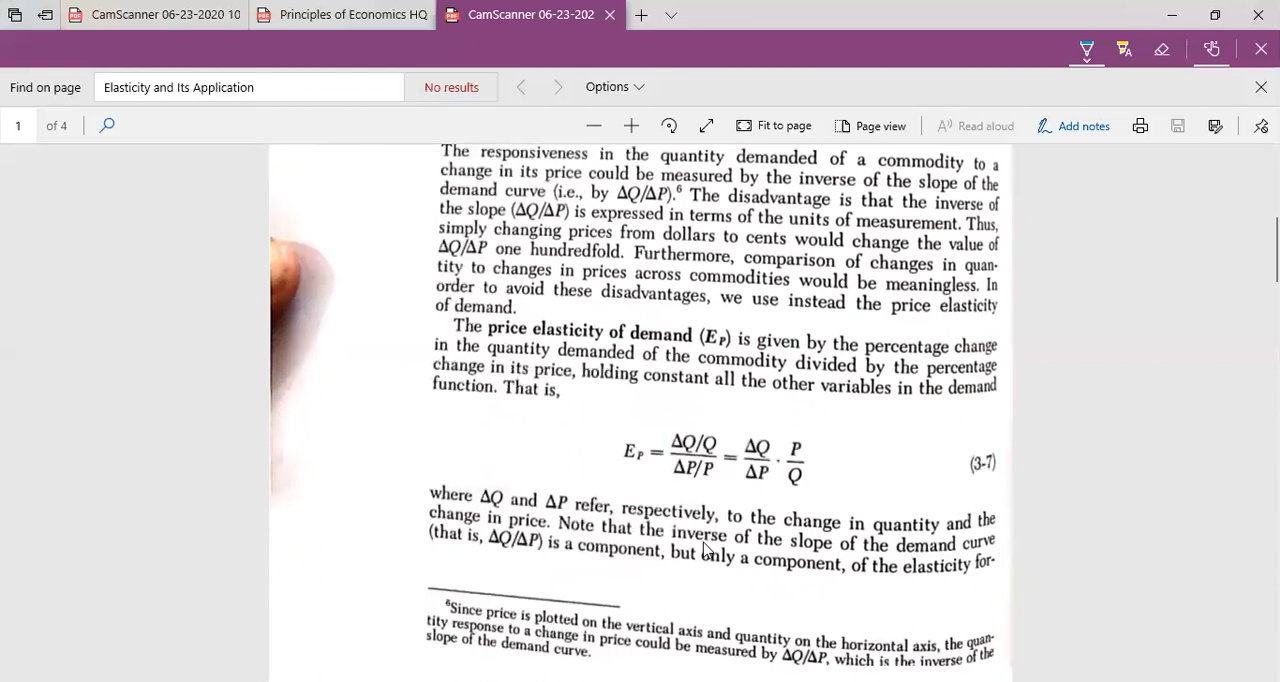 CamScanner 06-23-2020 10
Principles of Economics HQ
CamScanner 06-23-202
Find on page
Elasticity and Its Application
No results
Options
1 of 4
Fit to page
Page view
Read aloud
Add notes
The responsiveness in the quantity demanded of a commodity to a
change in its price could be measured by the inverse of the slope of the
demand curve (i.e., by ΔQ/ΔP).⁶ The disadvantage is that the inverse of
the slope (ΔQ/ΔP) is expressed in terms of the units of measurement. Thus,
simply changing prices from dollars to cents would change the value of
ΔQ/ΔP one hundredfold. Furthermore, comparison of changes in quan-
tity to changes in prices across commodities would be meaningless. In
order to avoid these disadvantages, we use instead the price elasticity
of demand.
The price elasticity of demand (E_P) is given by the percentage change
in the quantity demanded of the commodity divided by the percentage
change in its price, holding constant all the other variables in the demand
function. That is,
E_P = (ΔQ/Q)/(ΔP/P) = ΔQ/ΔP · P/Q (3-7)
where ΔQ and ΔP refer, respectively, to the change in quantity and the
change in price. Note that the inverse of the slope of the demand curve
(that is, ΔQ/ΔP) is a component, but only a component, of the elasticity for-
⁶Since price is plotted on the vertical axis and quantity on the horizontal axis, the quan-
tity response to a change in price could be measured by ΔQ/ΔP, which is the inverse of the
slope of the demand curve.